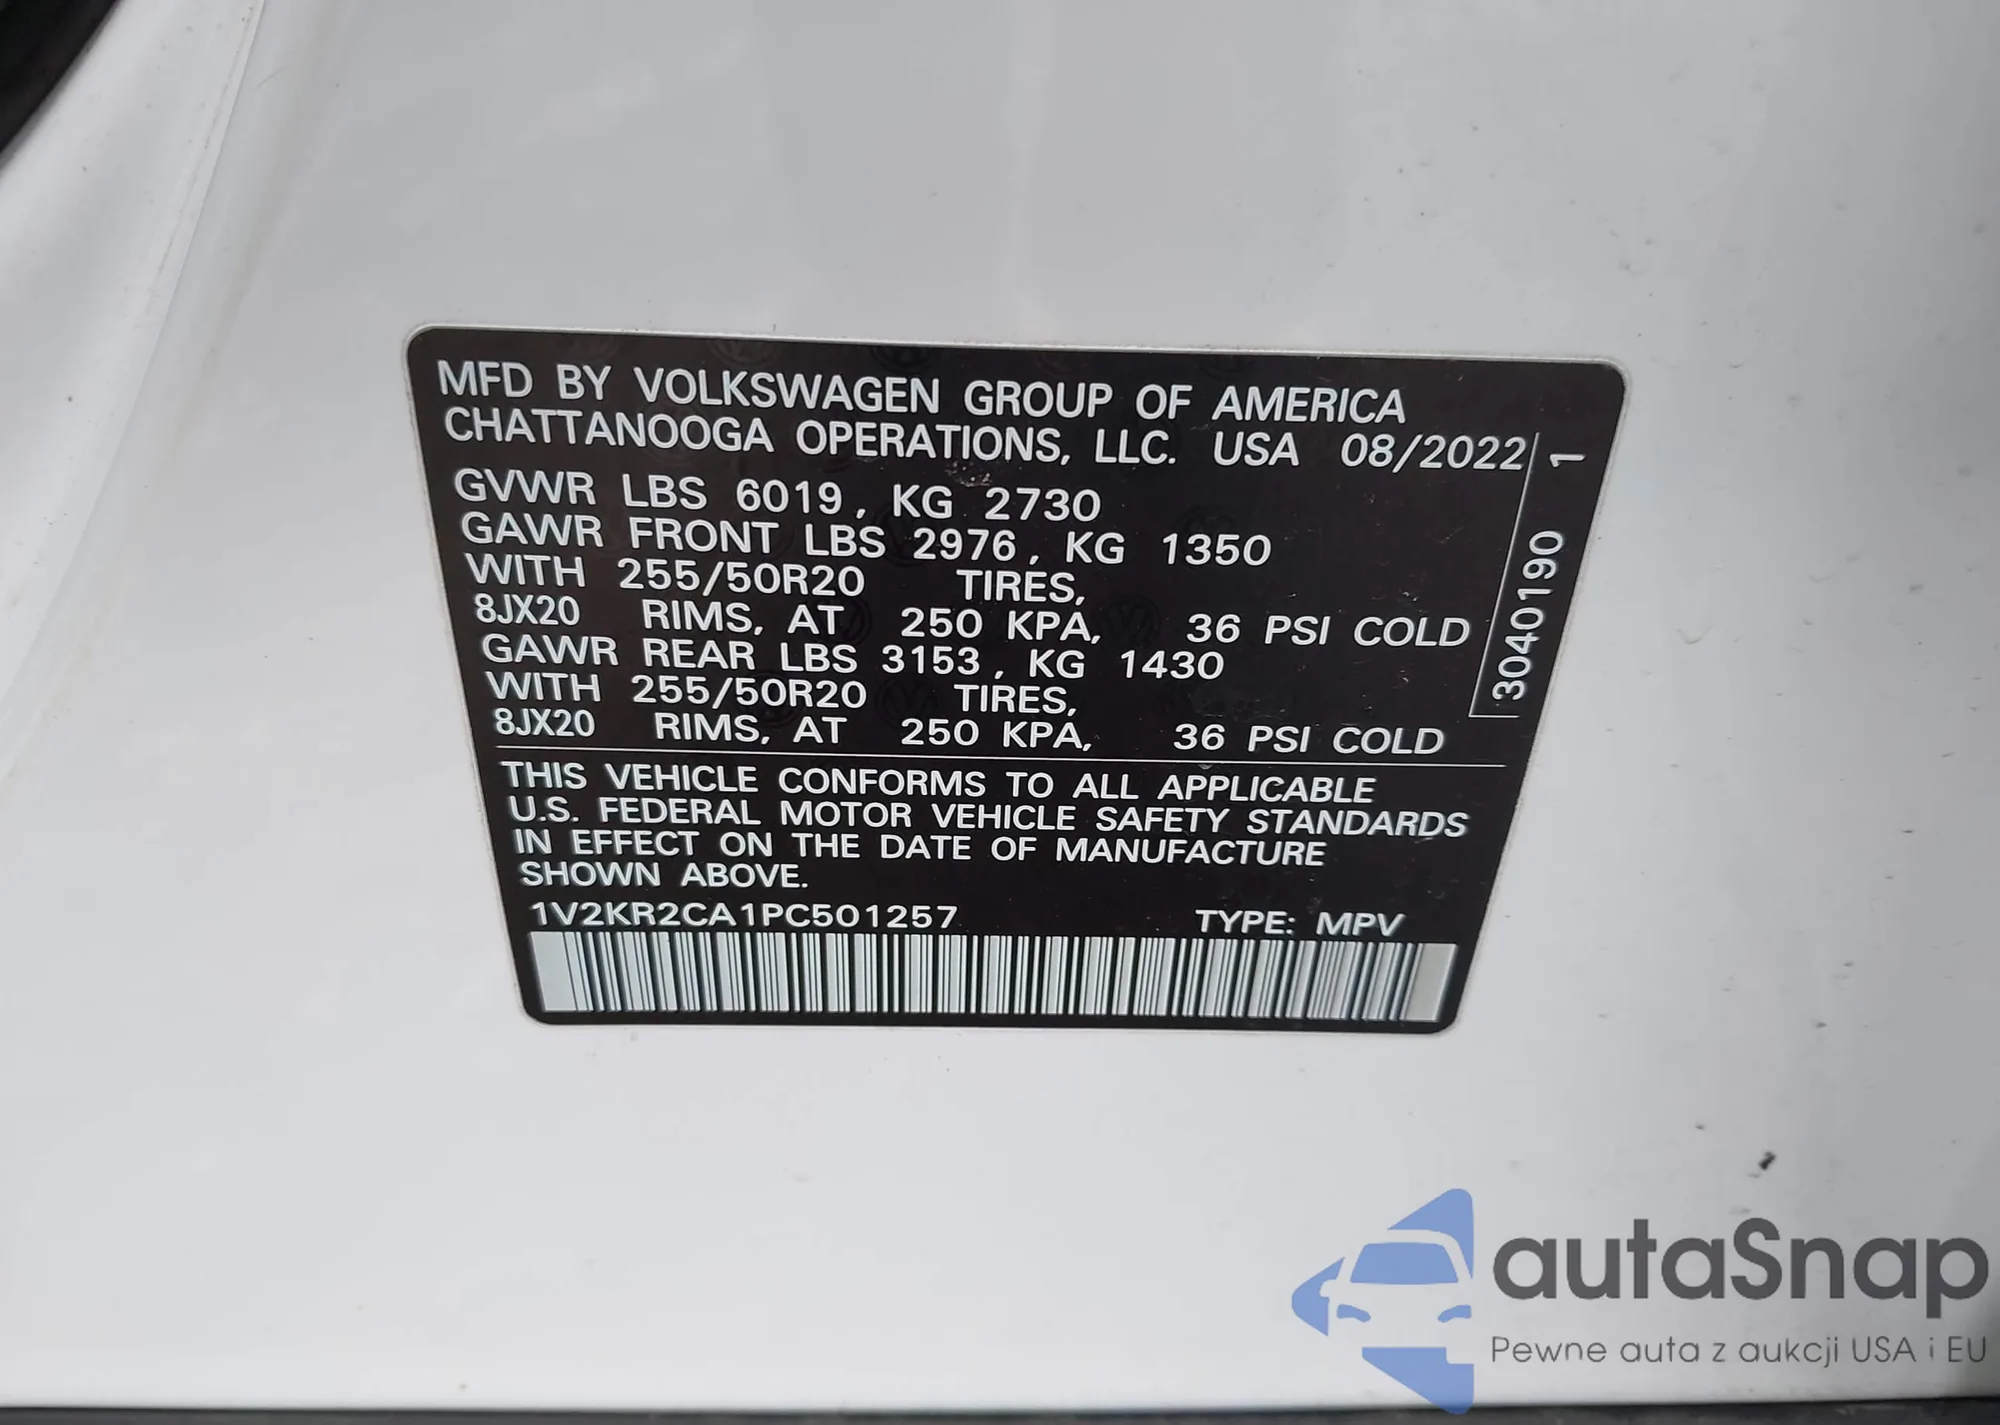 MFD BY VOLKSWAGEN GROUP OF AMERICA
CHATTANOOGA OPERATIONS, LLC. USA 08/2022
GVWR LBS 6019, KG 2730
GAWR FRONT LBS 2976, KG 1350
WITH 255/50R20 TIRES,
8JX20 RIMS, AT 250 KPA, 36 PSI COLD
GAWR REAR LBS 3153, KG 1430
WITH 255/50R20 TIRES,
8JX20 RIMS, AT 250 KPA, 36 PSI COLD
30401190 1
THIS VEHICLE CONFORMS TO ALL APPLICABLE
U.S. FEDERAL MOTOR VEHICLE SAFETY STANDARDS
IN EFFECT ON THE DATE OF MANUFACTURE
SHOWN ABOVE.
1V2KR2CA1PC501257 TYPE: MPV
autaSnap
Pewne auta z aukcji USA i EU